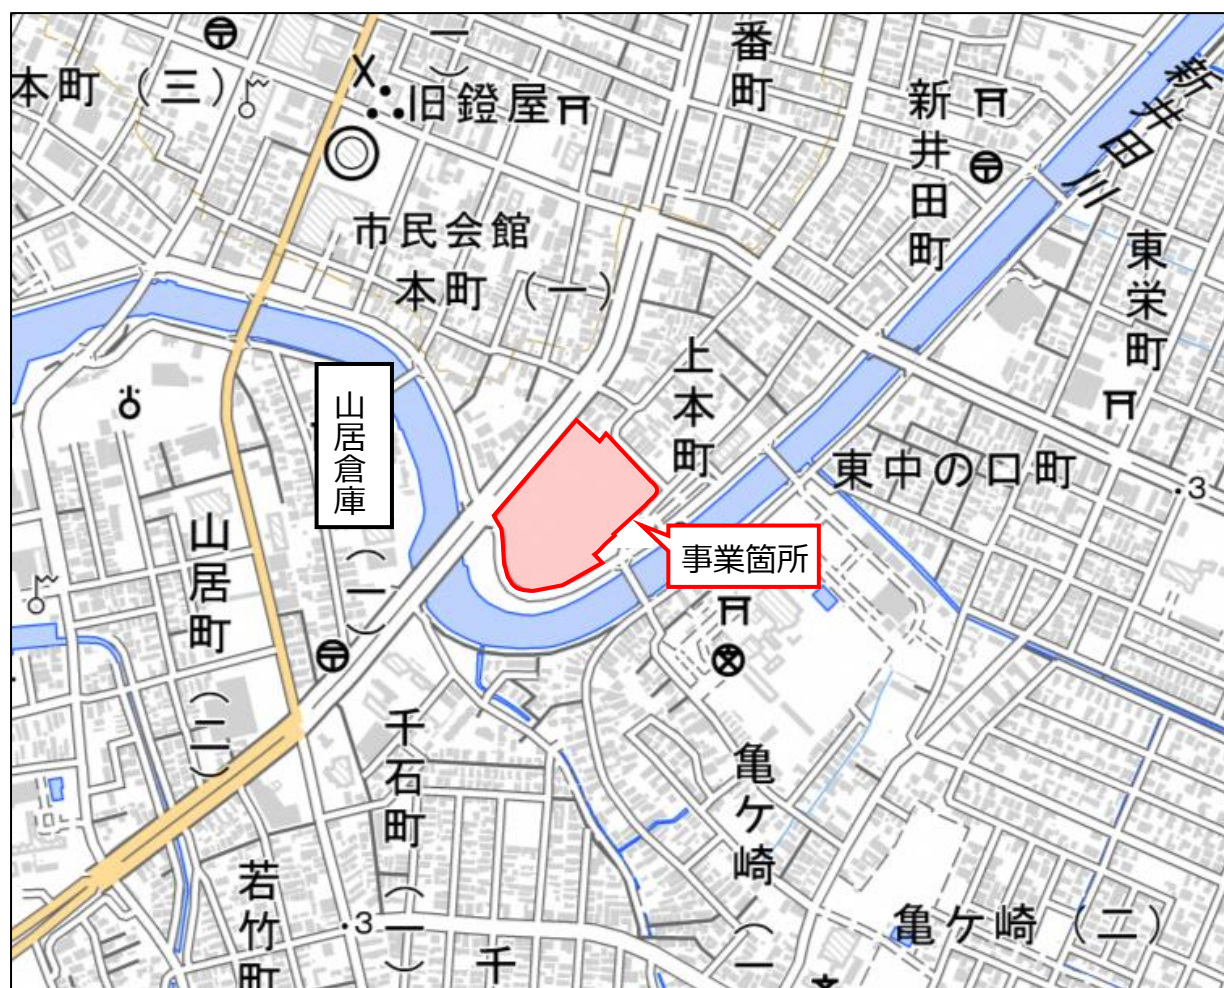 本町（三）
（一）
旧鐙屋
番町
新井田町
新井田川
市民会館
本町（一）
東栄町
上本町
山居倉庫
東中の口町
.3
事業箇所
山居町（二）
（一）
千石町（一）
亀ケ崎（一
亀ケ崎（二）
若竹町
.3
千